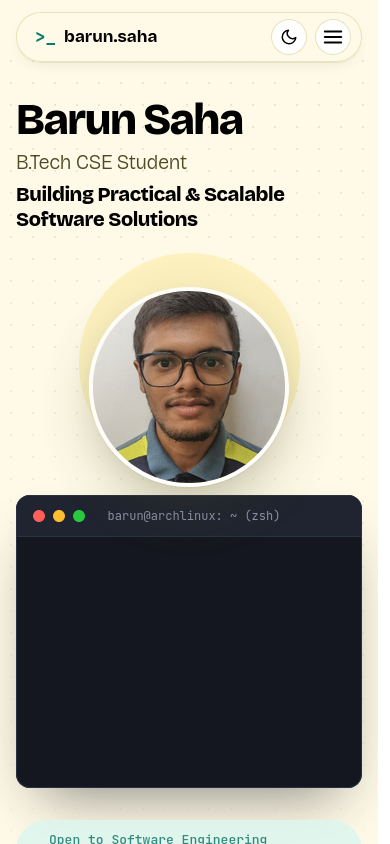 >_ barun.saha
Barun Saha
B.Tech CSE Student
Building Practical & Scalable
Software Solutions
barun@archlinux: ~ (zsh)
Open to Software Engineering